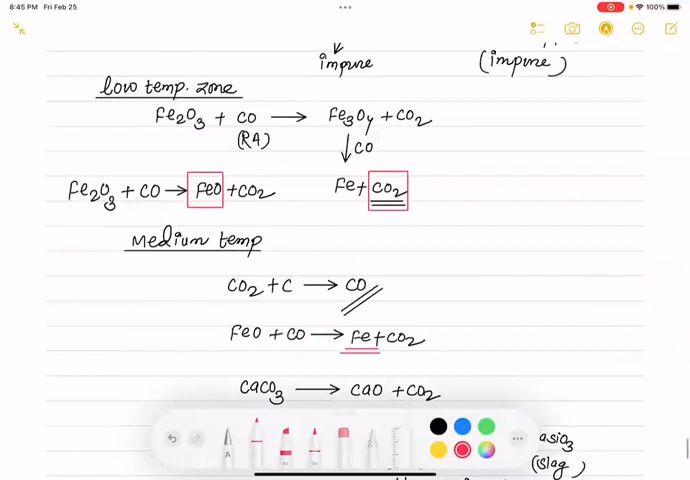 8:45 PM Fri Feb 25
100%
impure
(impure)
low temp. zone
Fe2O3 + CO → Fe3O4 + CO2
(RA)
↓ CO
Fe2O3 + CO → FeO + CO2
Fe + CO2
Medium temp
CO2 + C → CO
FeO + CO → Fe + CO2
CaCO3 → CaO + CO2
asiO3
(slag)